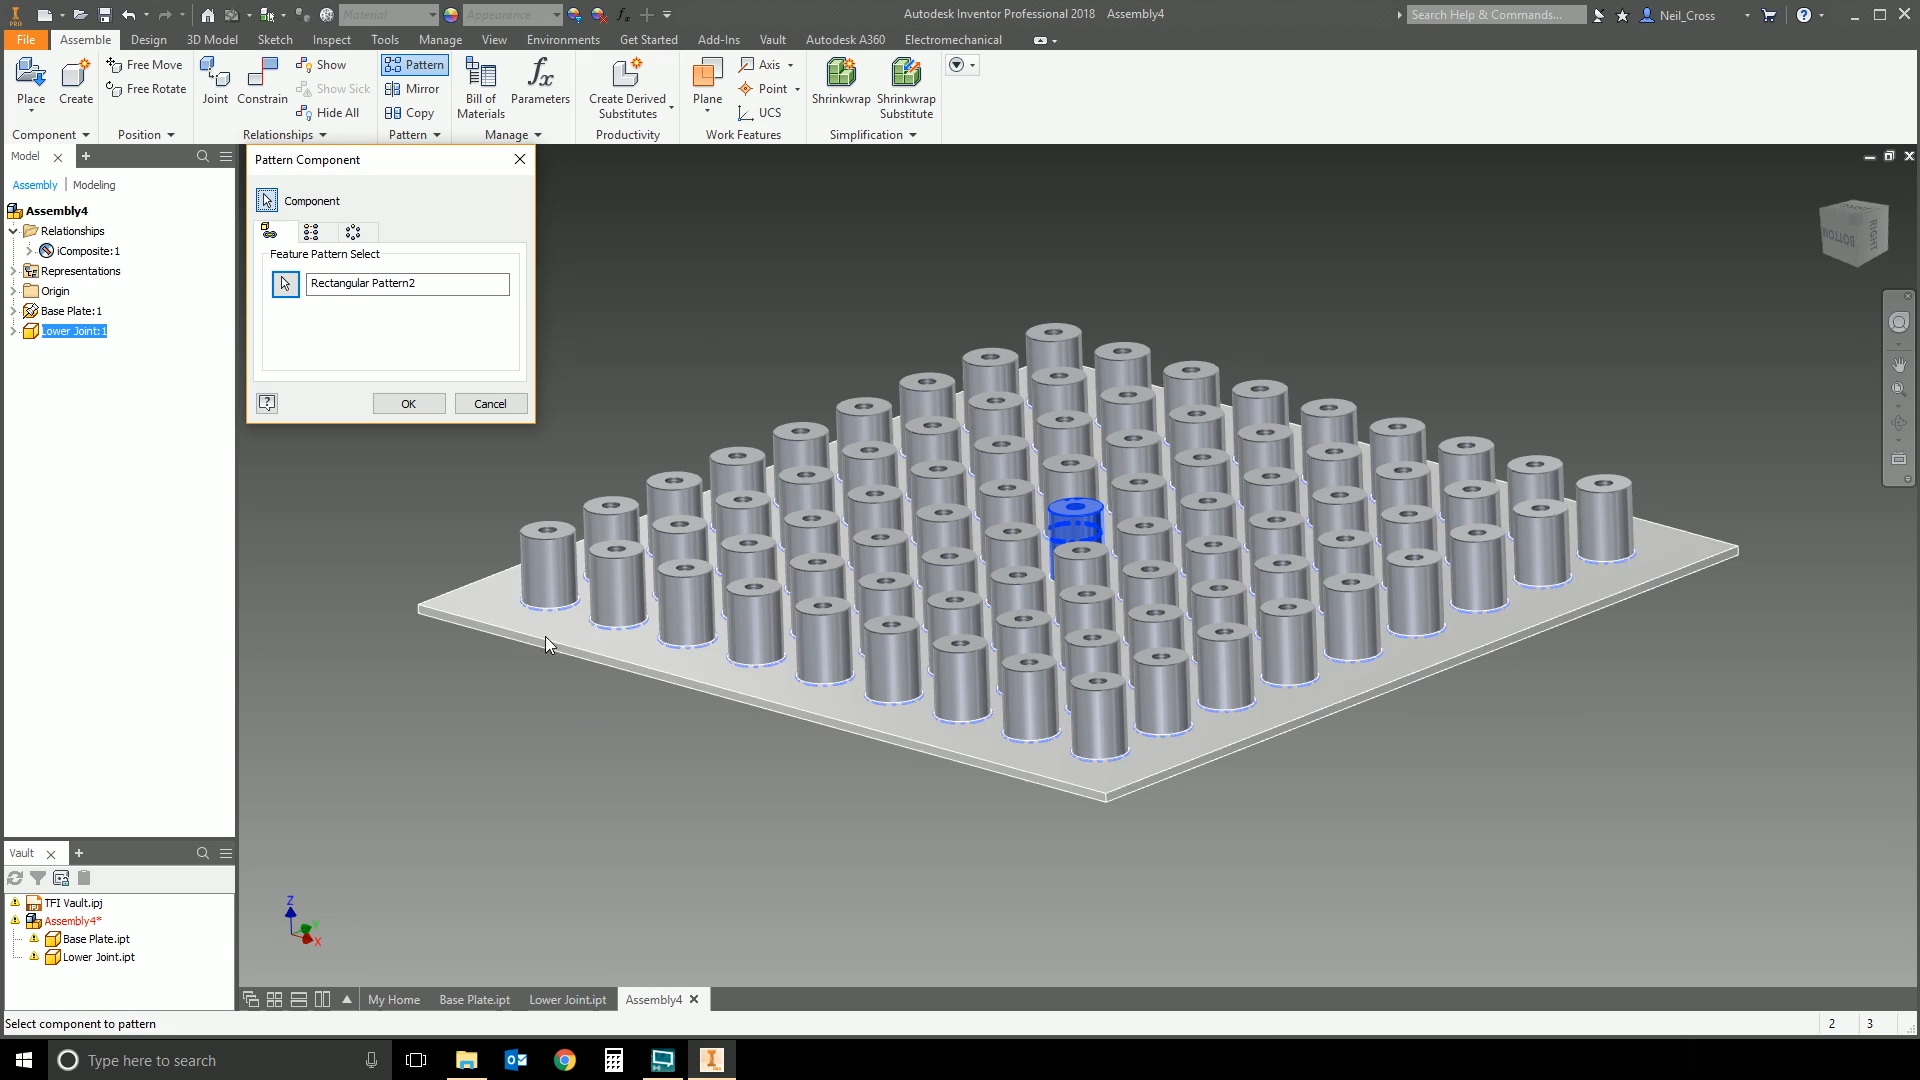 Material
Appearance
Autodesk Inventor Professional 2018 Assembly4
Search Help & Commands...
Neil_Cross
File
Assemble
Design
3D Model
Sketch
Inspect
Tools
Manage
View
Environments
Get Started
Add-Ins
Vault
Autodesk A360
Electromechanical
Place
Create
Free Move
Free Rotate
Joint
Constrain
Show
Show Sick
Hide All
Pattern
Mirror
Copy
Bill of Materials
Parameters
Create Derived Substitutes
Plane
Axis
Point
UCS
Shrinkwrap
Shrinkwrap Substitute
Component
Position
Relationships
Pattern
Manage
Productivity
Work Features
Simplification
Model
Assembly | Modeling
Assembly4
Relationships
iComposite:1
Representations
Origin
Base Plate:1
Lower Joint:1
Pattern Component
Component
Feature Pattern Select
Rectangular Pattern2
OK
Cancel
BOTTOM
RIGHT
Z
Y
X
Vault
TFI Vault.ipj
Assembly4*
Base Plate.ipt
Lower Joint.ipt
My Home
Base Plate.ipt
Lower Joint.ipt
Assembly4
Select component to pattern
2
3
Type here to search